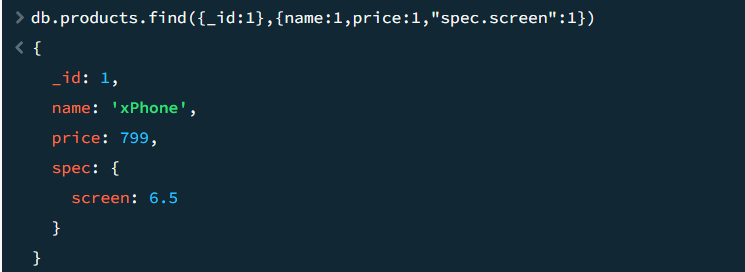 > db.products.find({_id:1},{name:1,price:1,"spec.screen":1})
< {
_id: 1,
name: 'xPhone',
price: 799,
spec: {
screen: 6.5
}
}